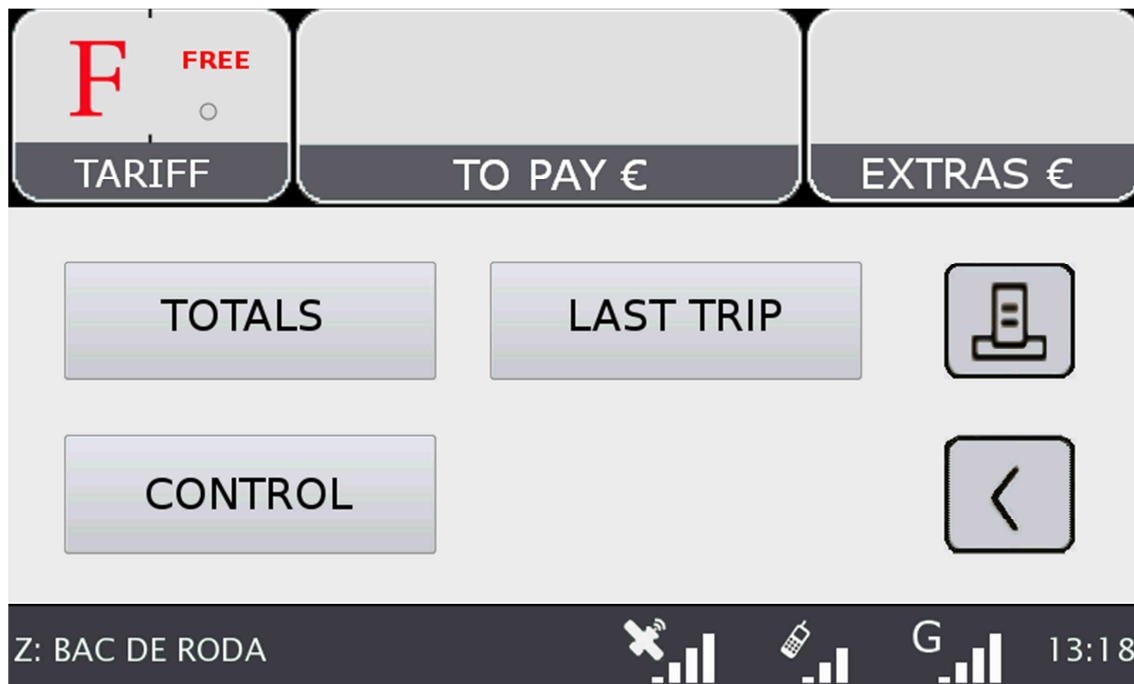 F FREE
TARIFF
TO PAY €
EXTRAS €
TOTALS
LAST TRIP
CONTROL
Z: BAC DE RODA
G
13:18